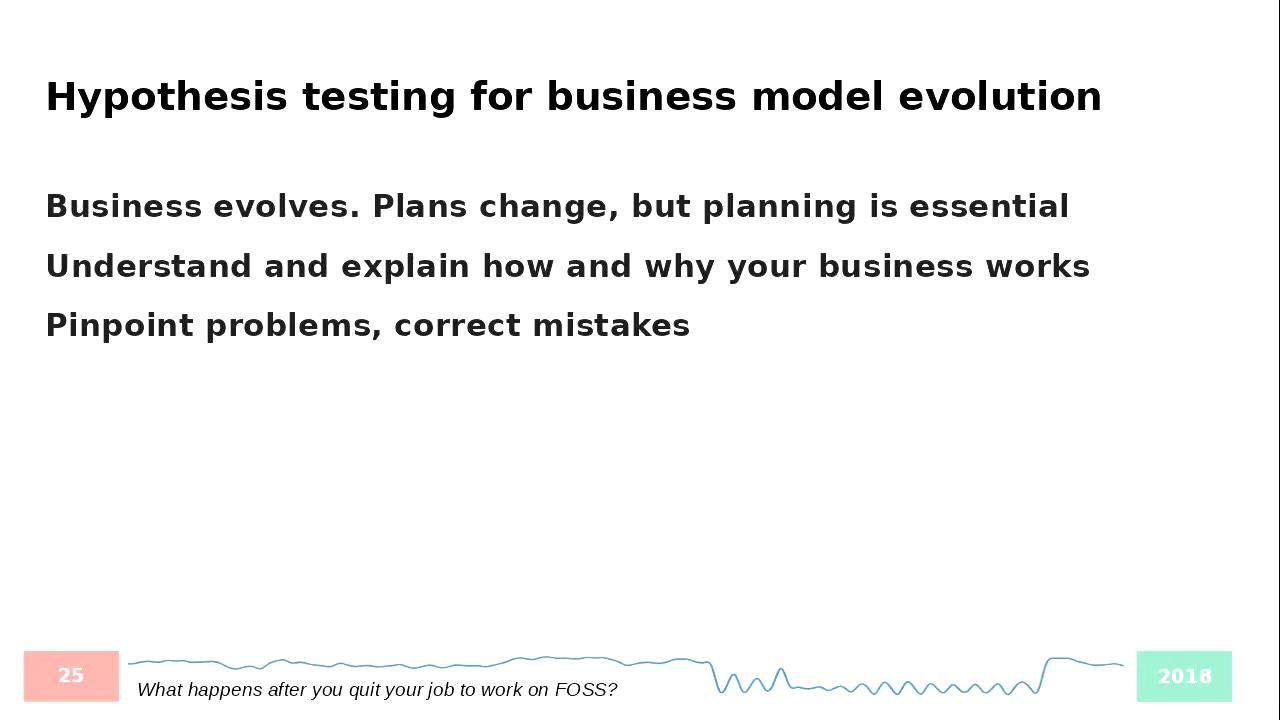 Hypothesis testing for business model evolution
Business evolves. Plans change, but planning is essential
Understand and explain how and why your business works
Pinpoint problems, correct mistakes
25
What happens after you quit your job to work on FOSS?
2018